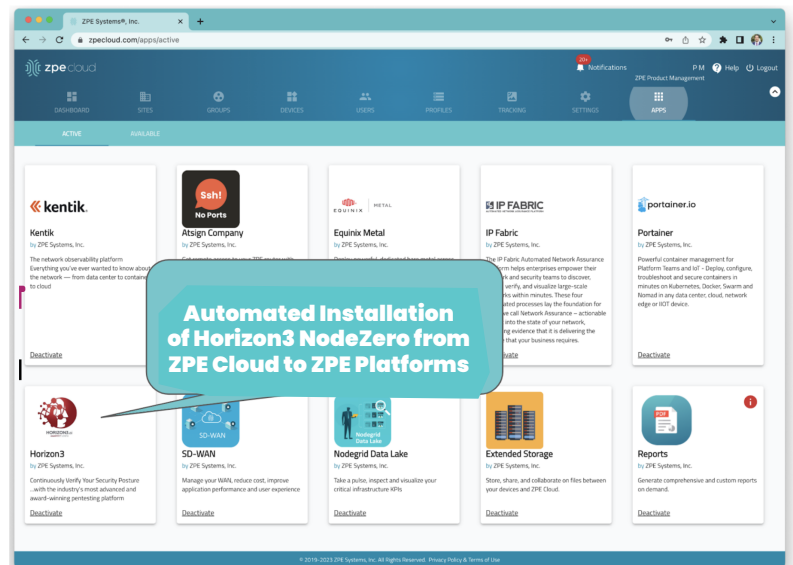 ZPE Systems®, Inc.
zpecloud.com/apps/active
zpe cloud
20+
Notifications
P M
Help
Logout
ZPE Product Management
DASHBOARD
SITES
GROUPS
DEVICES
USERS
PROFILES
TRACKING
SETTINGS
APPS
ACTIVE
AVAILABLE
kentik.
Kentik
by ZPE Systems, Inc.
The network observability platform
Everything you've ever wanted to know about
the network — from data center to container
to cloud
Deactivate
Ssh!
No Ports
Atsign Company
by ZPE Systems, Inc.
EQUINIX | METAL
Equinix Metal
by ZPE Systems, Inc.
IP FABRIC
AUTOMATED NETWORK ASSURANCE PLATFORM
IP Fabric
by ZPE Systems, Inc.
The IP Fabric Automated Network Assurance
helps enterprises empower their
and security teams to discover,
verify, and visualize large-scale
within minutes. These four
processes lay the foundation for
call Network Assurance – actionable
into the state of your network,
evidence that it is delivering the
that your business requires.
portainer.io
Portainer
by ZPE Systems, Inc.
Powerful container management for
Platform Teams and IoT - Deploy, configure,
troubleshoot and secure containers in
minutes on Kubernetes, Docker, Swarm and
Nomad in any data center, cloud, network
edge or IIOT device.
Deactivate
Automated Installation
of Horizon3 NodeZero from
ZPE Cloud to ZPE Platforms
HORIZON3.ai
Horizon3
by ZPE Systems, Inc.
Continuously Verify Your Security Posture
...with the industry's most advanced and
award-winning pentesting platform
Deactivate
SD-WAN
SD-WAN
by ZPE Systems, Inc.
Manage your WAN, reduce cost, improve
application performance and user experience
Deactivate
Nodegrid
Data Lake
Nodegrid Data Lake
by ZPE Systems, Inc.
Take a pulse, inspect and visualize your
critical infrastructure KPIs
Deactivate
Extended Storage
by ZPE Systems, Inc.
Store, share, and collaborate on files between
your devices and ZPE Cloud.
Deactivate
PDF
Reports
by ZPE Systems, Inc.
Generate comprehensive and custom reports
on demand.
Deactivate
© 2019-2023 ZPE Systems, Inc. All Rights Reserved. Privacy Policy & Terms of Use